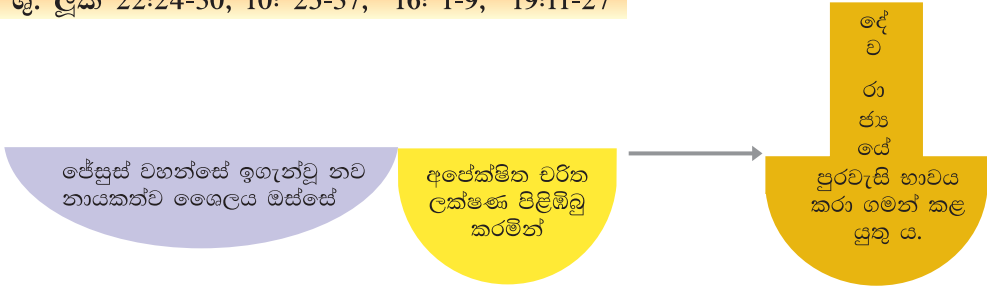 ශු. ලූක් 22:24-30, 10: 25-37, 16: 1-9, 19:11-27
ජේසුස් වහන්සේ ඉගැන්වූ නව
නායකත්ව ශෛලය ඔස්සේ
අපේක්ෂිත චරිත
ලක්ෂණ පිළිඹිබු
කරමින්
දේ
ව
රා
ජ්‍ය
යේ
පුරවැසි භාවය
කරා ගමන් කළ
යුතු ය.